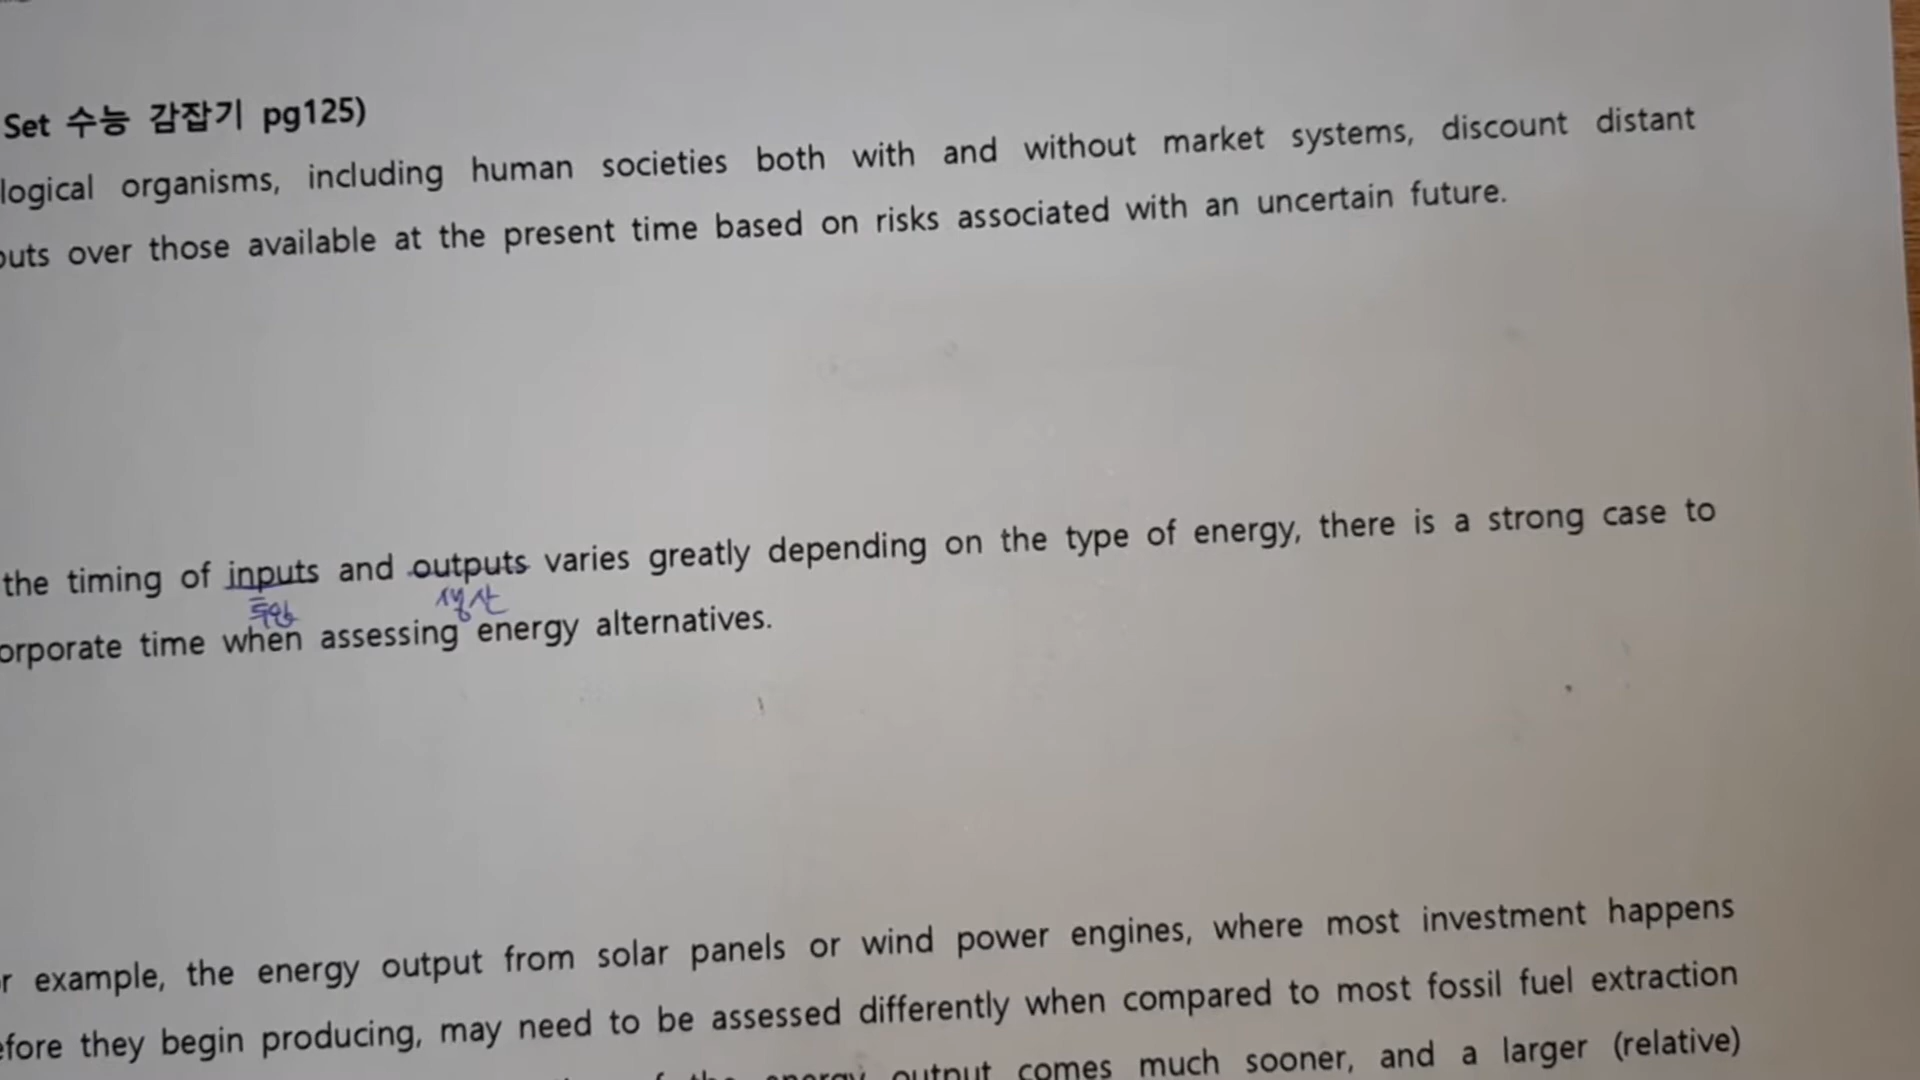 Set 수능 감잡기 pg125)
logical organisms, including human societies both with and without market systems, discount distant
outs over those available at the present time based on risks associated with an uncertain future.
the timing of inputs and outputs varies greatly depending on the type of energy, there is a strong case to
투입 생산
orporate time when assessing energy alternatives.
r example, the energy output from solar panels or wind power engines, where most investment happens
efore they begin producing, may need to be assessed differently when compared to most fossil fuel extraction
the energy output comes much sooner, and a larger (relative)